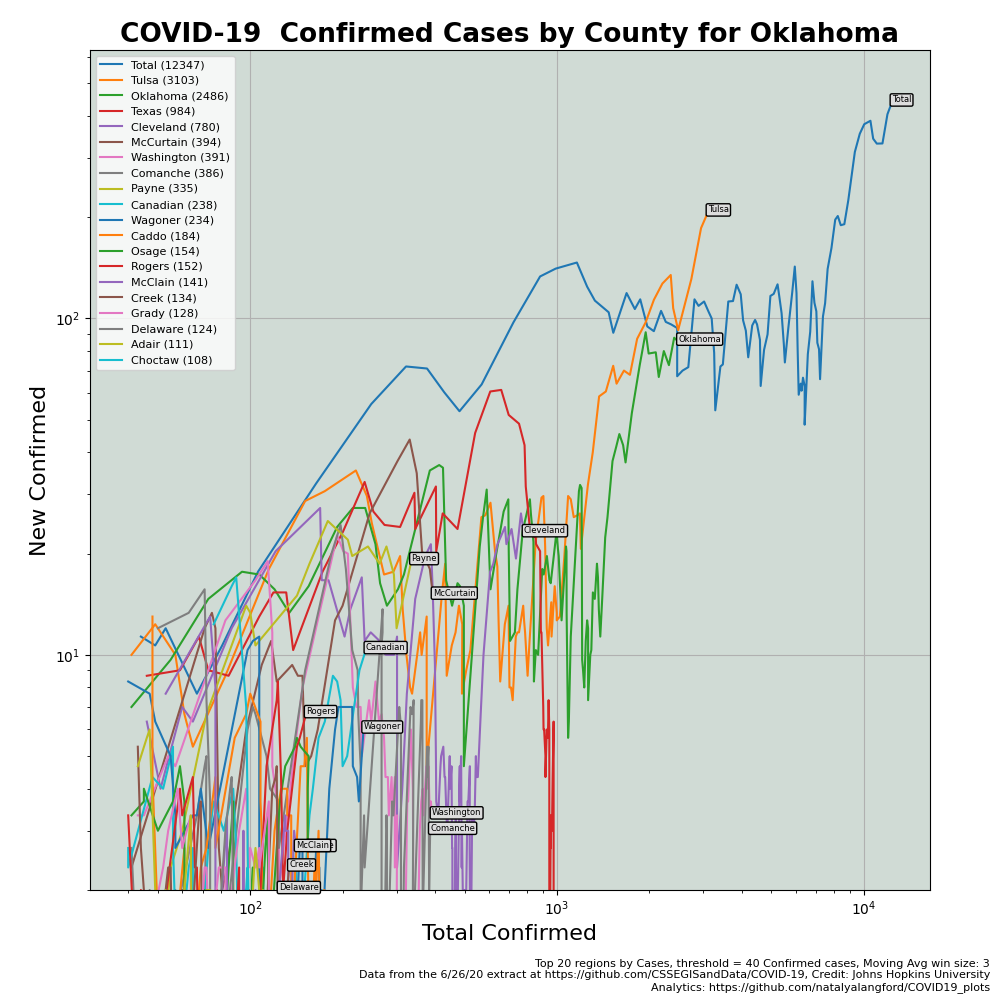 COVID-19  Confirmed Cases by County for Oklahoma
Total (12347)
Tulsa (3103)
Oklahoma (2486)
Texas (984)
Cleveland (780)
McCurtain (394)
Washington (391)
Comanche (386)
Payne (335)
Canadian (238)
Wagoner (234)
Caddo (184)
Osage (154)
Rogers (152)
McClain (141)
Creek (134)
Grady (128)
Delaware (124)
Adair (111)
Choctaw (108)
Total
Tulsa
Oklahoma
Cleveland
Payne
McCurtain
Canadian
Rogers
Wagoner
Washington
Comanche
McClain
Creek
Delaware
10²
10¹
New Confirmed
10² 10³ 10⁴
Total Confirmed
Top 20 regions by Cases, threshold = 40 Confirmed cases, Moving Avg win size: 3
Data from the 6/26/20 extract at https://github.com/CSSEGISandData/COVID-19, Credit: Johns Hopkins University
Analytics: https://github.com/natalyalangford/COVID19_plots